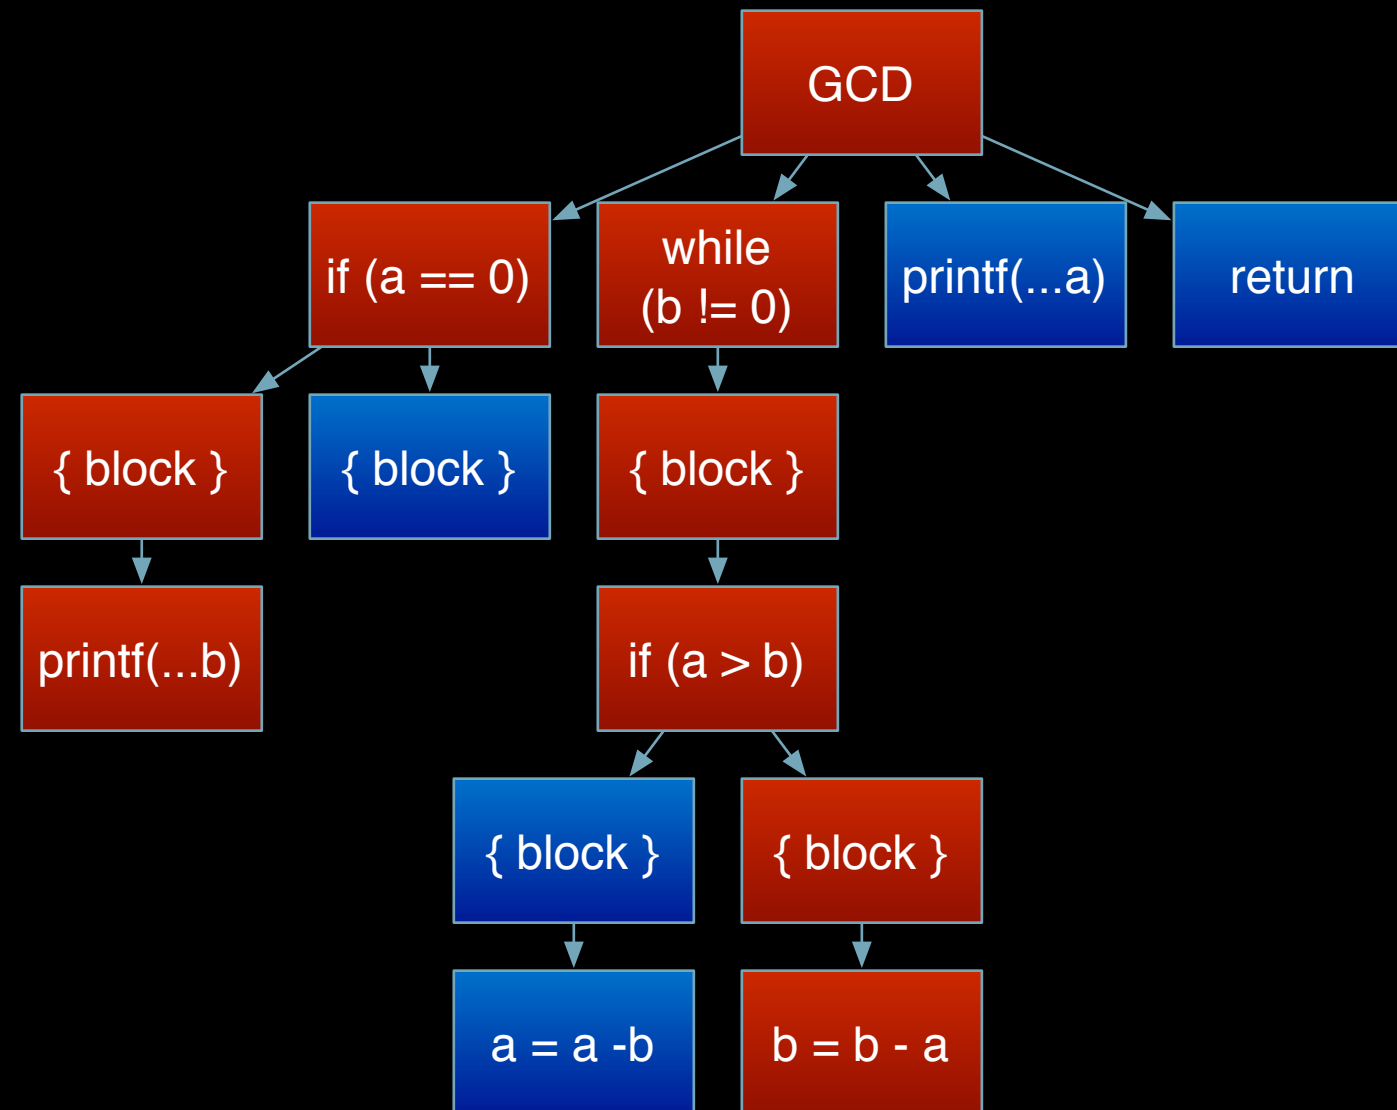 GCD
if (a == 0)
while
(b != 0)
printf(...a)
return
{ block }
{ block }
{ block }
printf(...b)
if (a > b)
{ block }
{ block }
a = a -b
b = b - a